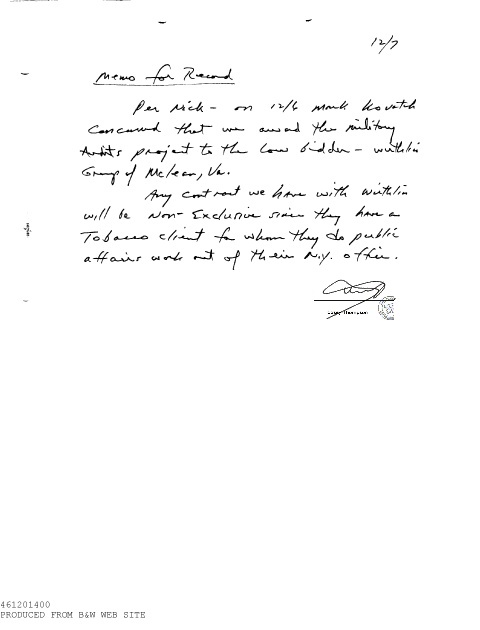 12/7
Memo for Record
Per Nick - on 12/6 Mark Kovatch
concurred that we award the military
Audits project to the low bidder - Wirthlin
Group of McLean, Va.
Any contract we have with Wirthlin
will be Non-Exclusive since they have a
Tobacco client for whom they do public
affairs work out of their N.Y. office.
461201400
PRODUCED FROM B&W WEB SITE